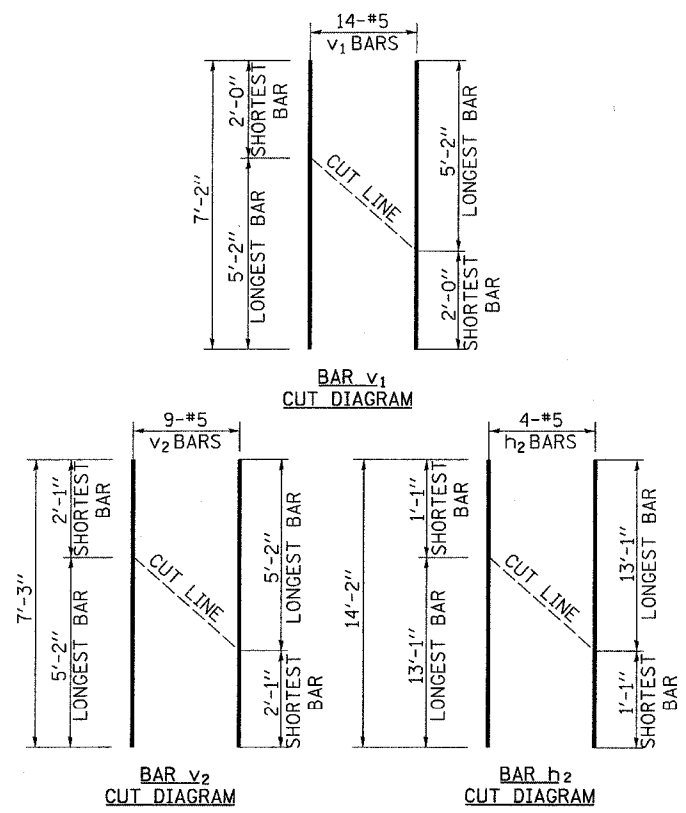 14-#5
v1 BARS
7'-2"
2'-0"
SHORTEST
BAR
5'-2"
LONGEST BAR
CUT LINE
5'-2"
LONGEST BAR
2'-0"
SHORTEST
BAR
BAR v1
CUT DIAGRAM
9-#5
v2 BARS
7'-3"
2'-1"
SHORTEST
BAR
5'-2"
LONGEST BAR
CUT LINE
5'-2"
LONGEST BAR
2'-1"
SHORTEST
BAR
BAR v2
CUT DIAGRAM
4-#5
h2 BARS
14'-2"
1'-1"
SHORTEST
BAR
13'-1"
LONGEST BAR
CUT LINE
13'-1"
LONGEST BAR
1'-1"
SHORTEST
BAR
BAR h2
CUT DIAGRAM